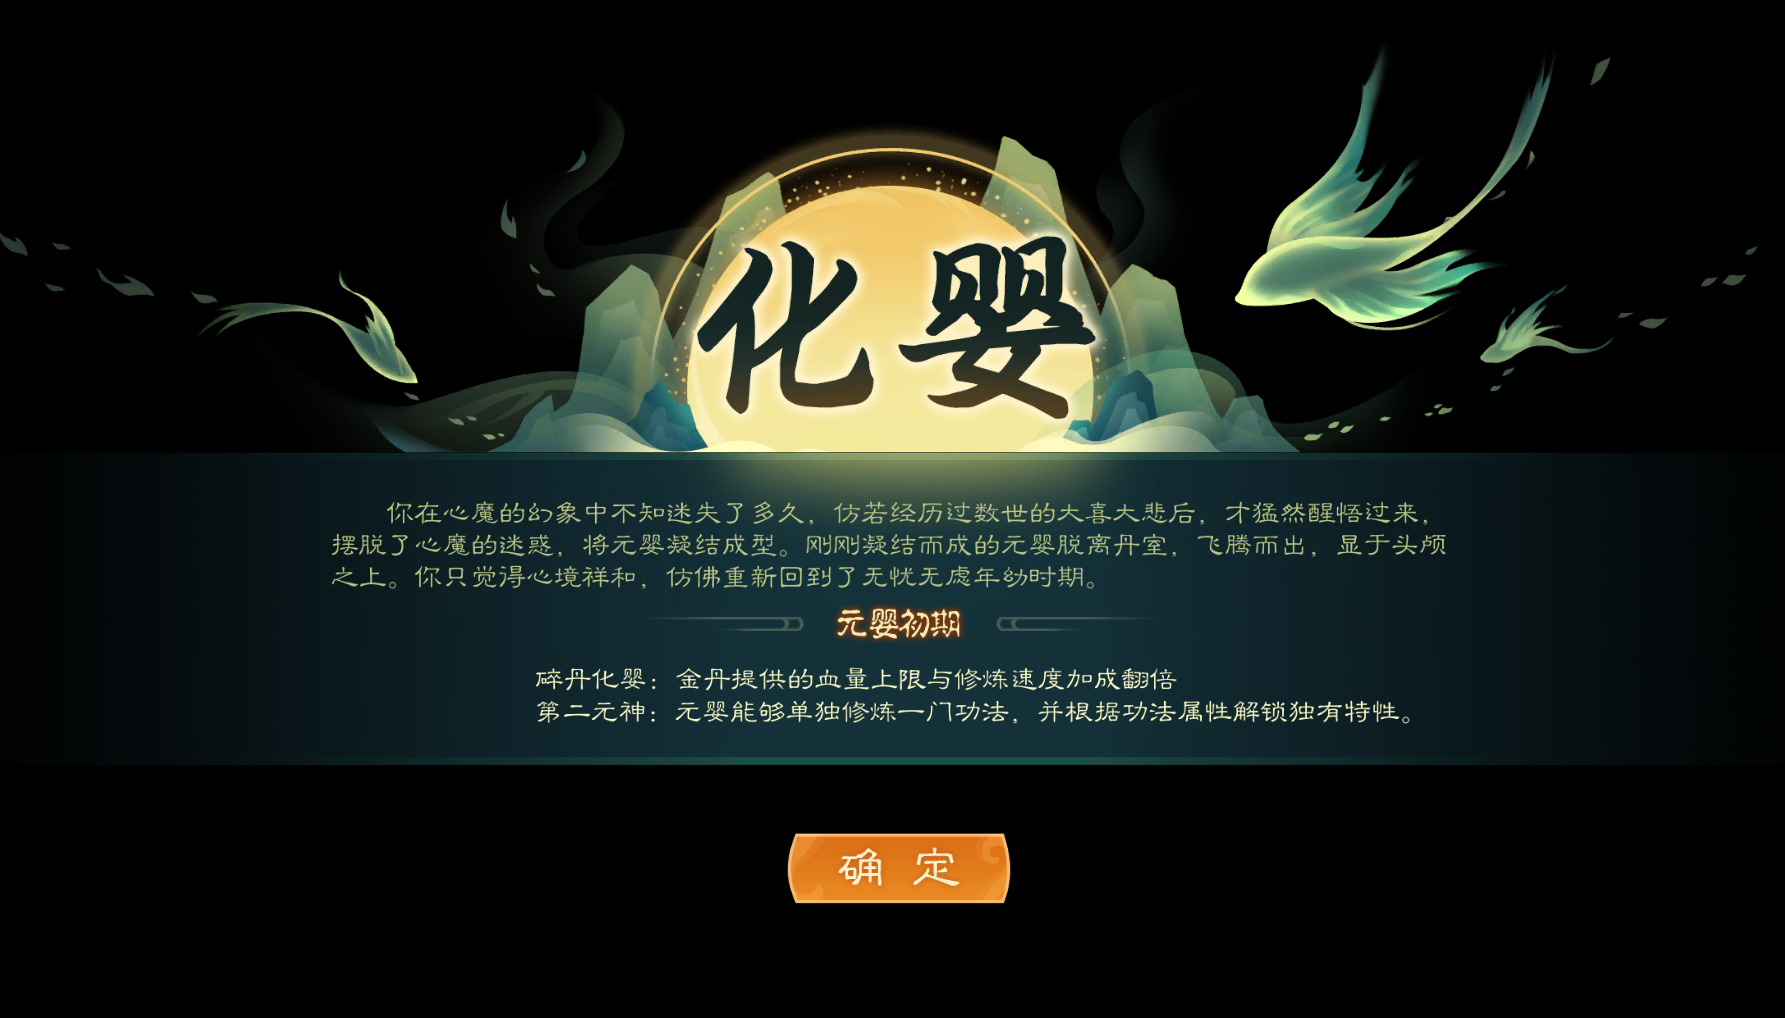 化婴
你在心魔的幻象中不知迷失了多久，仿若经历过数世的大喜大悲后，才猛然醒悟过来，
摆脱了心魔的迷惑，将元婴凝结成型。刚刚凝结而成的元婴脱离丹室，飞腾而出，显于头颅
之上。你只觉得心境祥和，仿佛重新回到了无忧无虑年幼时期。
元婴初期
碎丹化婴：金丹提供的血量上限与修炼速度加成翻倍
第二元神：元婴能够单独修炼一门功法，并根据功法属性解锁独有特性。
确定